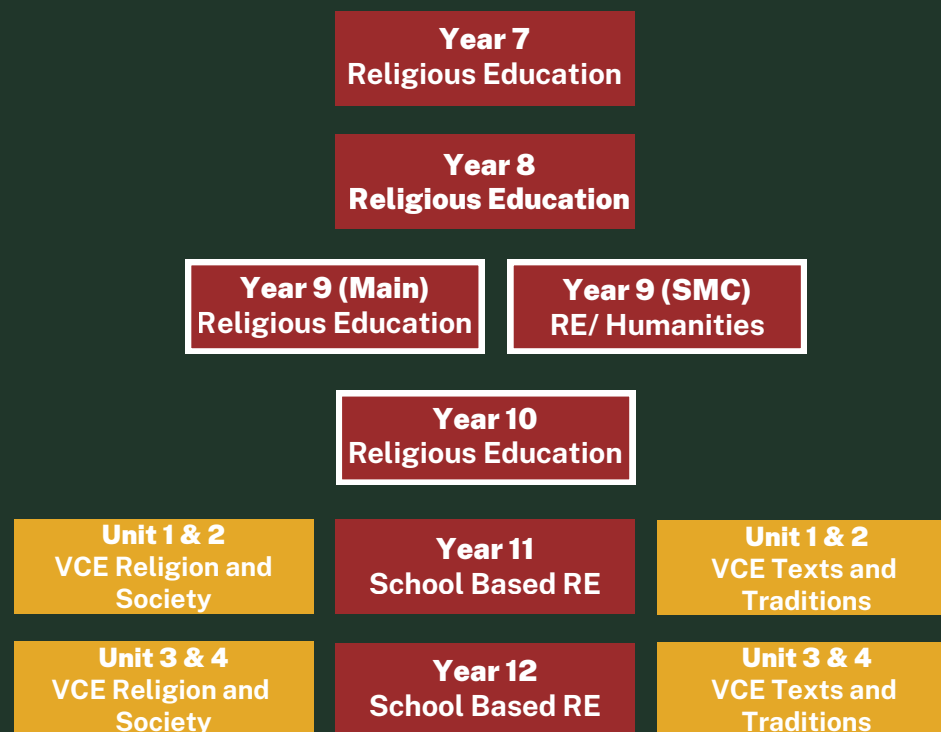 Year 7
Religious Education
Year 8
Religious Education
Year 9 (Main)
Religious Education
Year 9 (SMC)
RE/ Humanities
Year 10
Religious Education
Unit 1 & 2
VCE Religion and
Society
Year 11
School Based RE
Unit 1 & 2
VCE Texts and
Traditions
Unit 3 & 4
VCE Religion and
Society
Year 12
School Based RE
Unit 3 & 4
VCE Texts and
Traditions